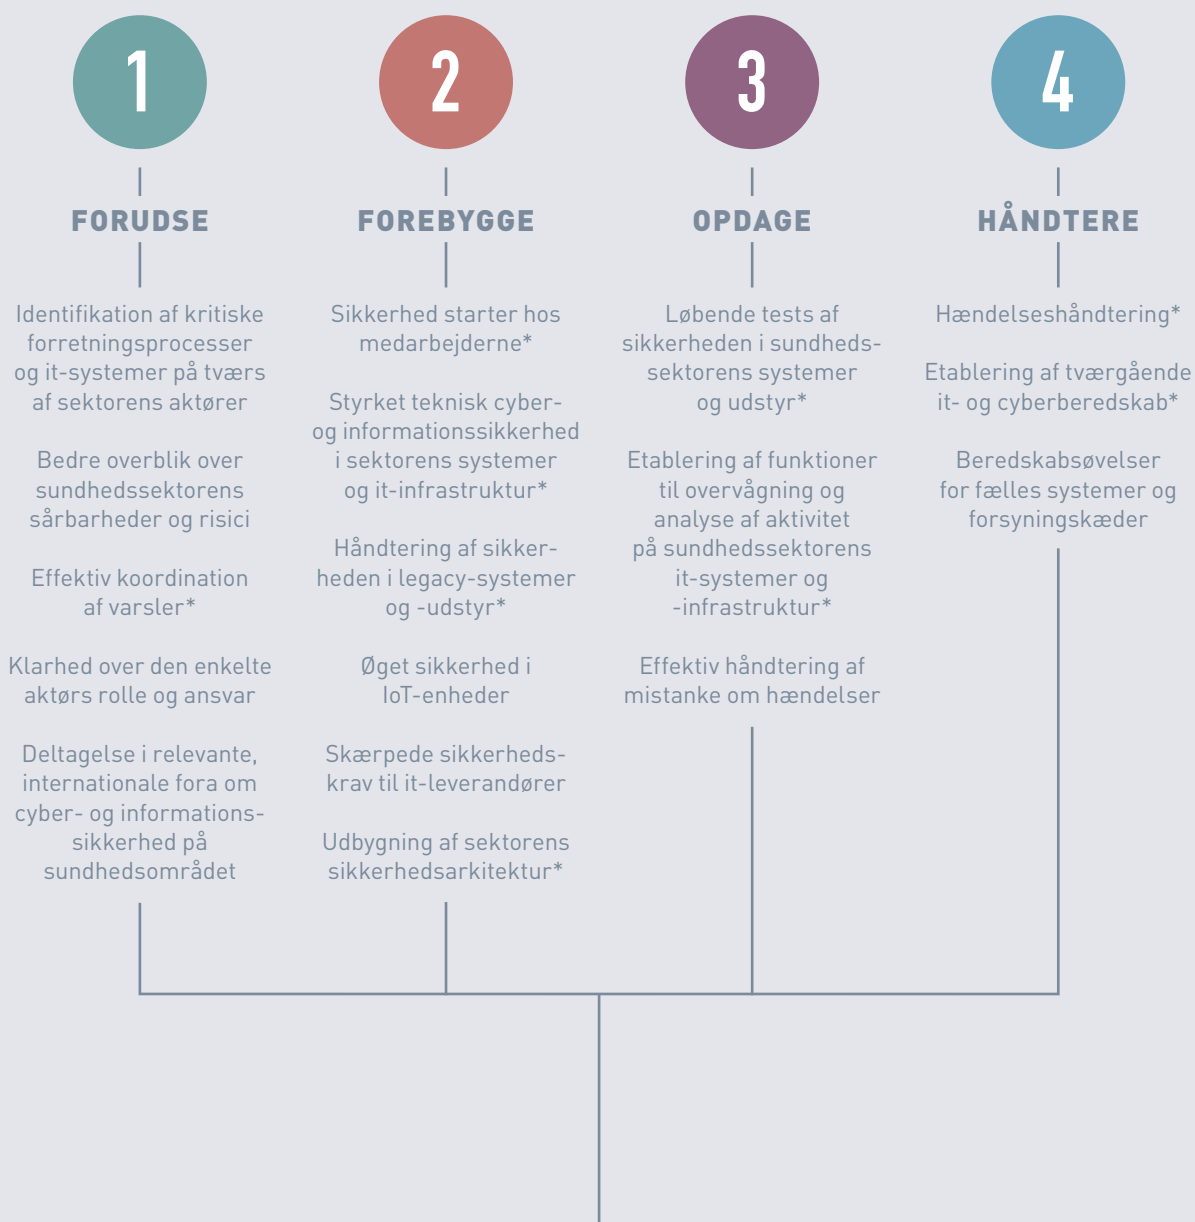 1
FORUDSE
Identifikation af kritiske
forretningsprocesser
og it-systemer på tværs
af sektorens aktører
Bedre overblik over
sundhedssektorens
sårbarheder og risici
Effektiv koordination
af varsler*
Klarhed over den enkelte
aktørs rolle og ansvar
Deltagelse i relevante,
internationale fora om
cyber- og informations-
sikkerhed på
sundhedsområdet
2
FOREBYGGE
Sikkerhed starter hos
medarbejderne*
Styrket teknisk cyber-
og informationssikkerhed
i sektorens systemer
og it-infrastruktur*
Håndtering af sikker-
heden i legacy-systemer
og -udstyr*
Øget sikkerhed i
IoT-enheder
Skærpede sikkerheds-
krav til it-leverandører
Udbygning af sektorens
sikkerhedsarkitektur*
3
OPDAGE
Løbende tests af
sikkerheden i sundheds-
sektorens systemer
og udstyr*
Etablering af funktioner
til overvågning og
analyse af aktivitet
på sundhedssektorens
it-systemer og
-infrastruktur*
Effektiv håndtering af
mistanke om hændelser
4
HÅNDTERE
Hændelseshåndtering*
Etablering af tværgående
it- og cyberberedskab*
Beredskabsøvelser
for fælles systemer og
forsyningskæder